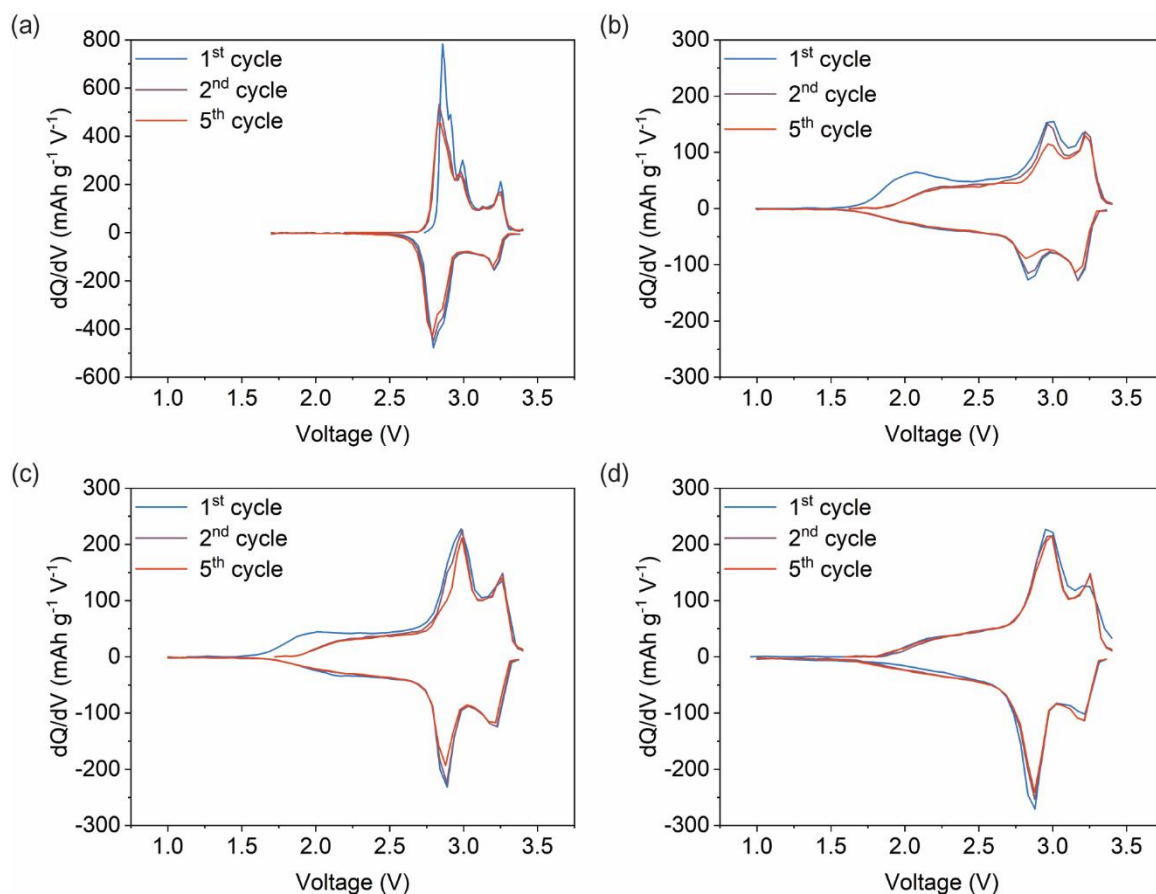 (a)
800
600
400
200
0
-200
-400
-600
dQ/dV (mAh g⁻¹ V⁻¹)
1st cycle
2nd cycle
5th cycle
1.0 1.5 2.0 2.5 3.0 3.5
Voltage (V)
(b)
300
200
100
0
-100
-200
-300
dQ/dV (mAh g⁻¹ V⁻¹)
1st cycle
2nd cycle
5th cycle
1.0 1.5 2.0 2.5 3.0 3.5
Voltage (V)
(c)
300
200
100
0
-100
-200
-300
dQ/dV (mAh g⁻¹ V⁻¹)
1st cycle
2nd cycle
5th cycle
1.0 1.5 2.0 2.5 3.0 3.5
Voltage (V)
(d)
300
200
100
0
-100
-200
-300
dQ/dV (mAh g⁻¹ V⁻¹)
1st cycle
2nd cycle
5th cycle
1.0 1.5 2.0 2.5 3.0 3.5
Voltage (V)